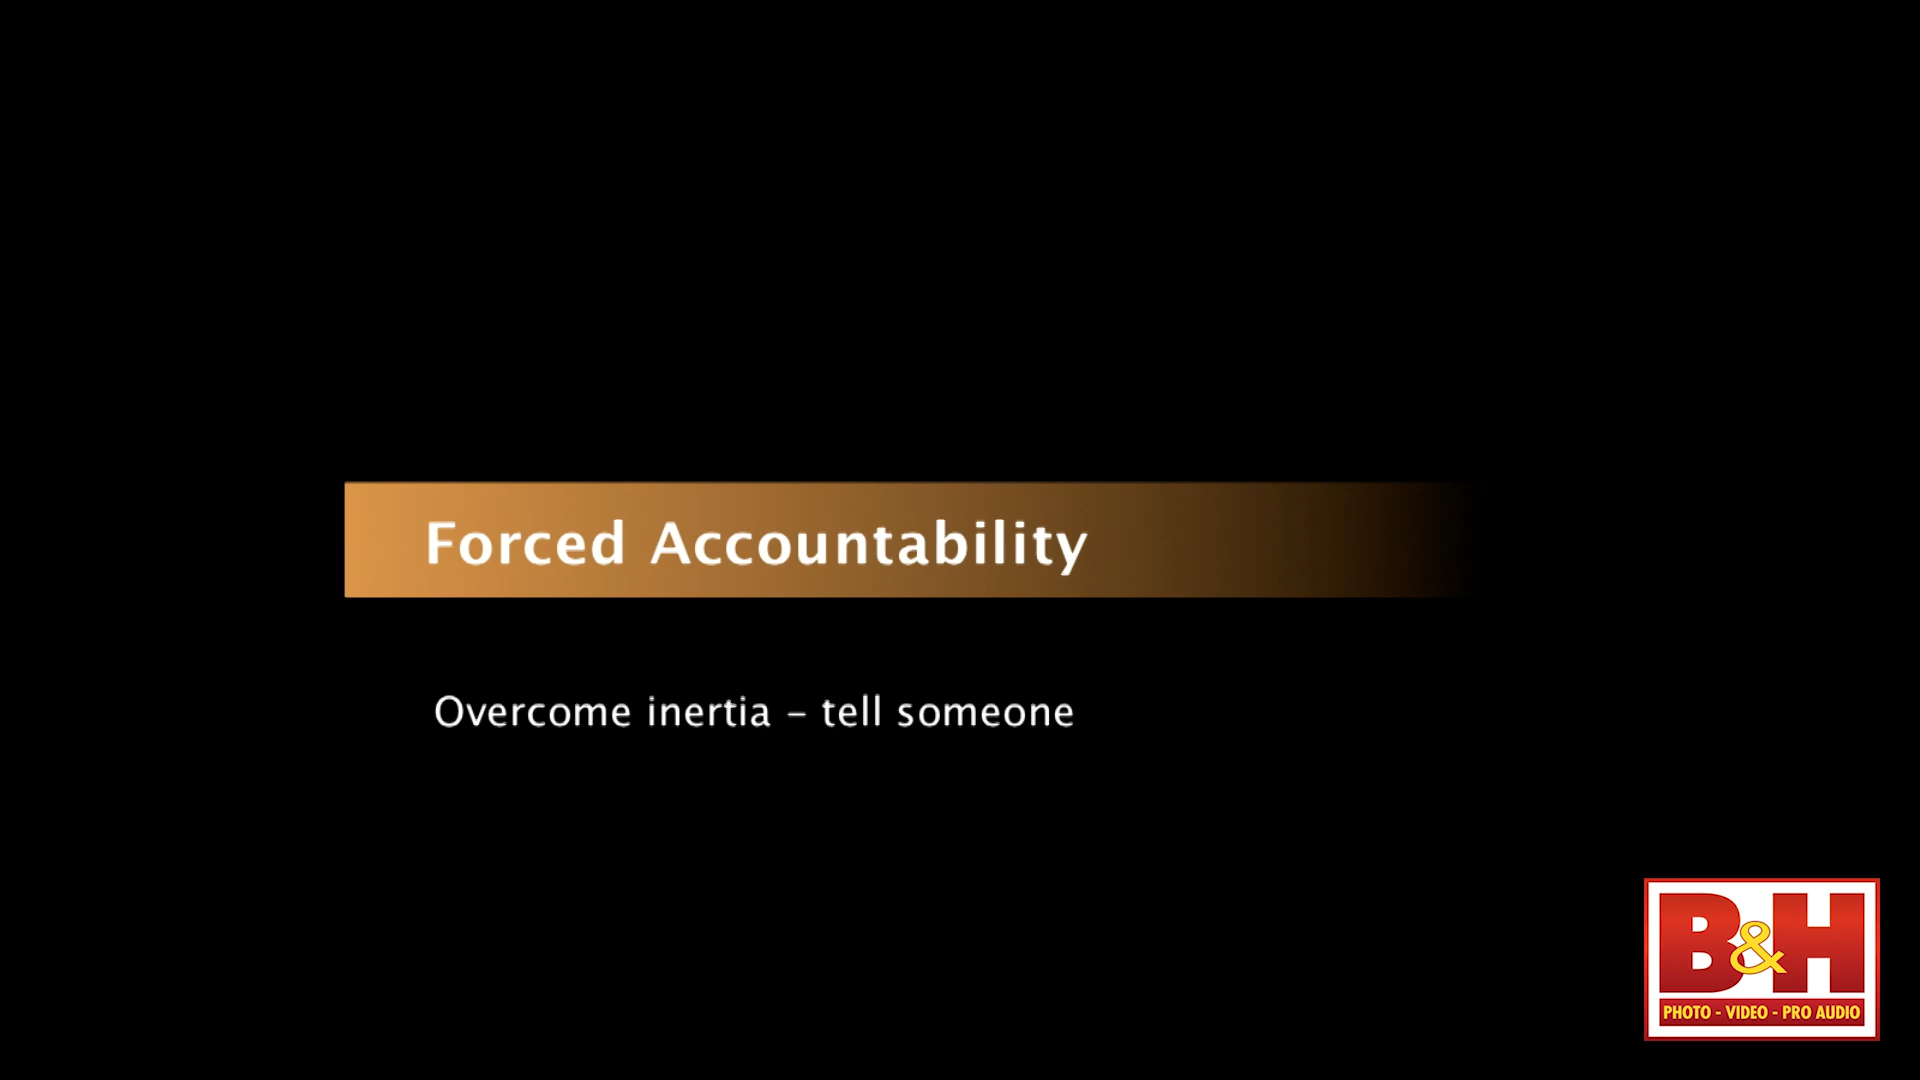 Forced Accountability
Overcome inertia – tell someone
B&H
PHOTO - VIDEO - PRO AUDIO